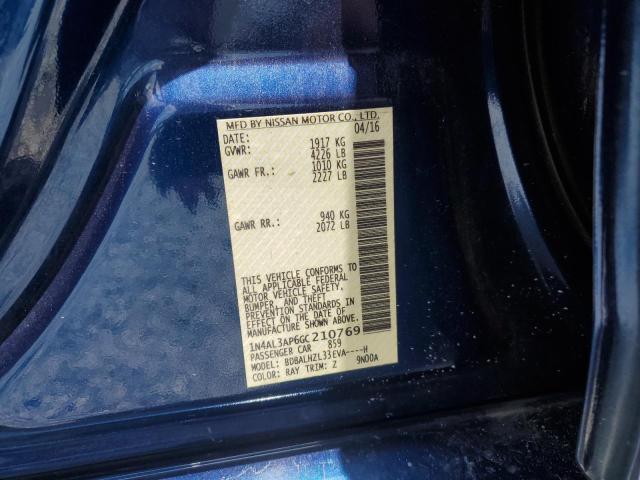 MFD BY NISSAN MOTOR CO., LTD.
DATE: 04/16
GVWR: 1917 KG
4226 LB
GAWR FR.: 1010 KG
2227 LB
GAWR RR.: 940 KG
2072 LB
THIS VEHICLE CONFORMS TO
ALL APPLICABLE FEDERAL
MOTOR VEHICLE SAFETY,
BUMPER, AND THEFT
PREVENTION STANDARDS IN
EFFECT ON THE DATE OF
MANUFACTURE SHOWN ABOVE.
1N4AL3AP6GC210769
PASSENGER CAR 859
MODEL: BDBALHZL33EVA----H
COLOR: RAY TRIM: Z 9N00A